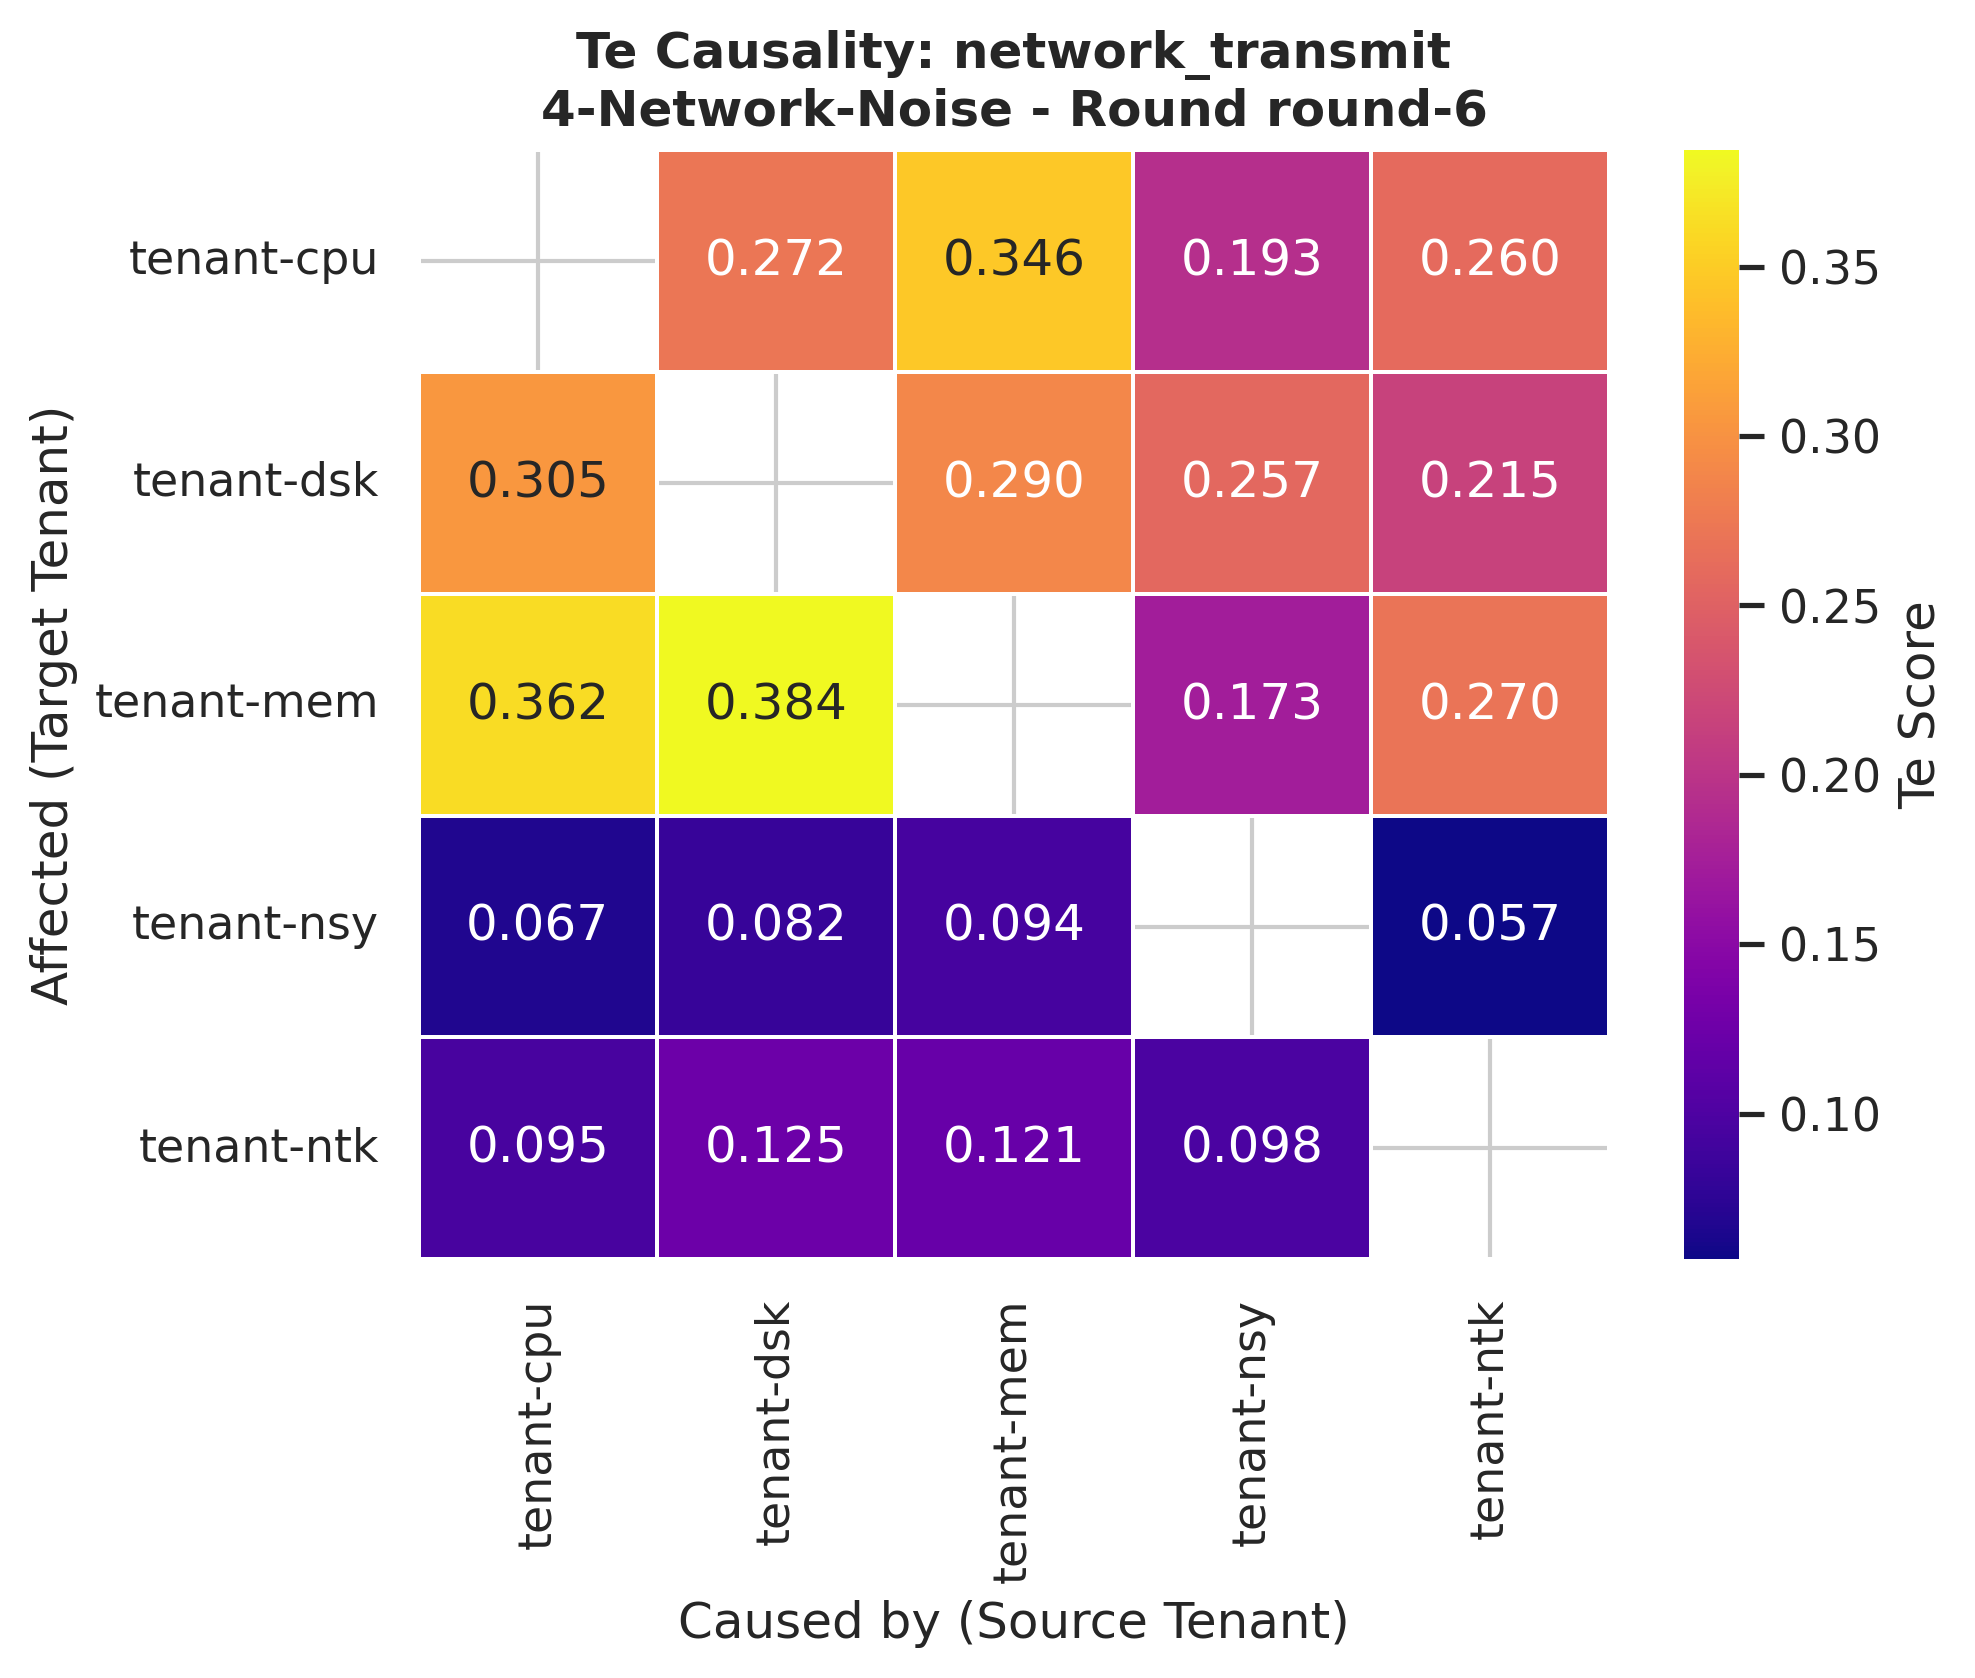 Te Causality: network_transmit
4-Network-Noise - Round round-6
Affected (Target Tenant)
tenant-cpu
0.272 0.346 0.193 0.260
tenant-dsk
0.305 0.290 0.257 0.215
tenant-mem
0.362 0.384 0.173 0.270
tenant-nsy
0.067 0.082 0.094 0.057
tenant-ntk
0.095 0.125 0.121 0.098
tenant-cpu
tenant-dsk
tenant-mem
tenant-nsy
tenant-ntk
Caused by (Source Tenant)
0.35
0.30
0.25
0.20
0.15
0.10
Te Score